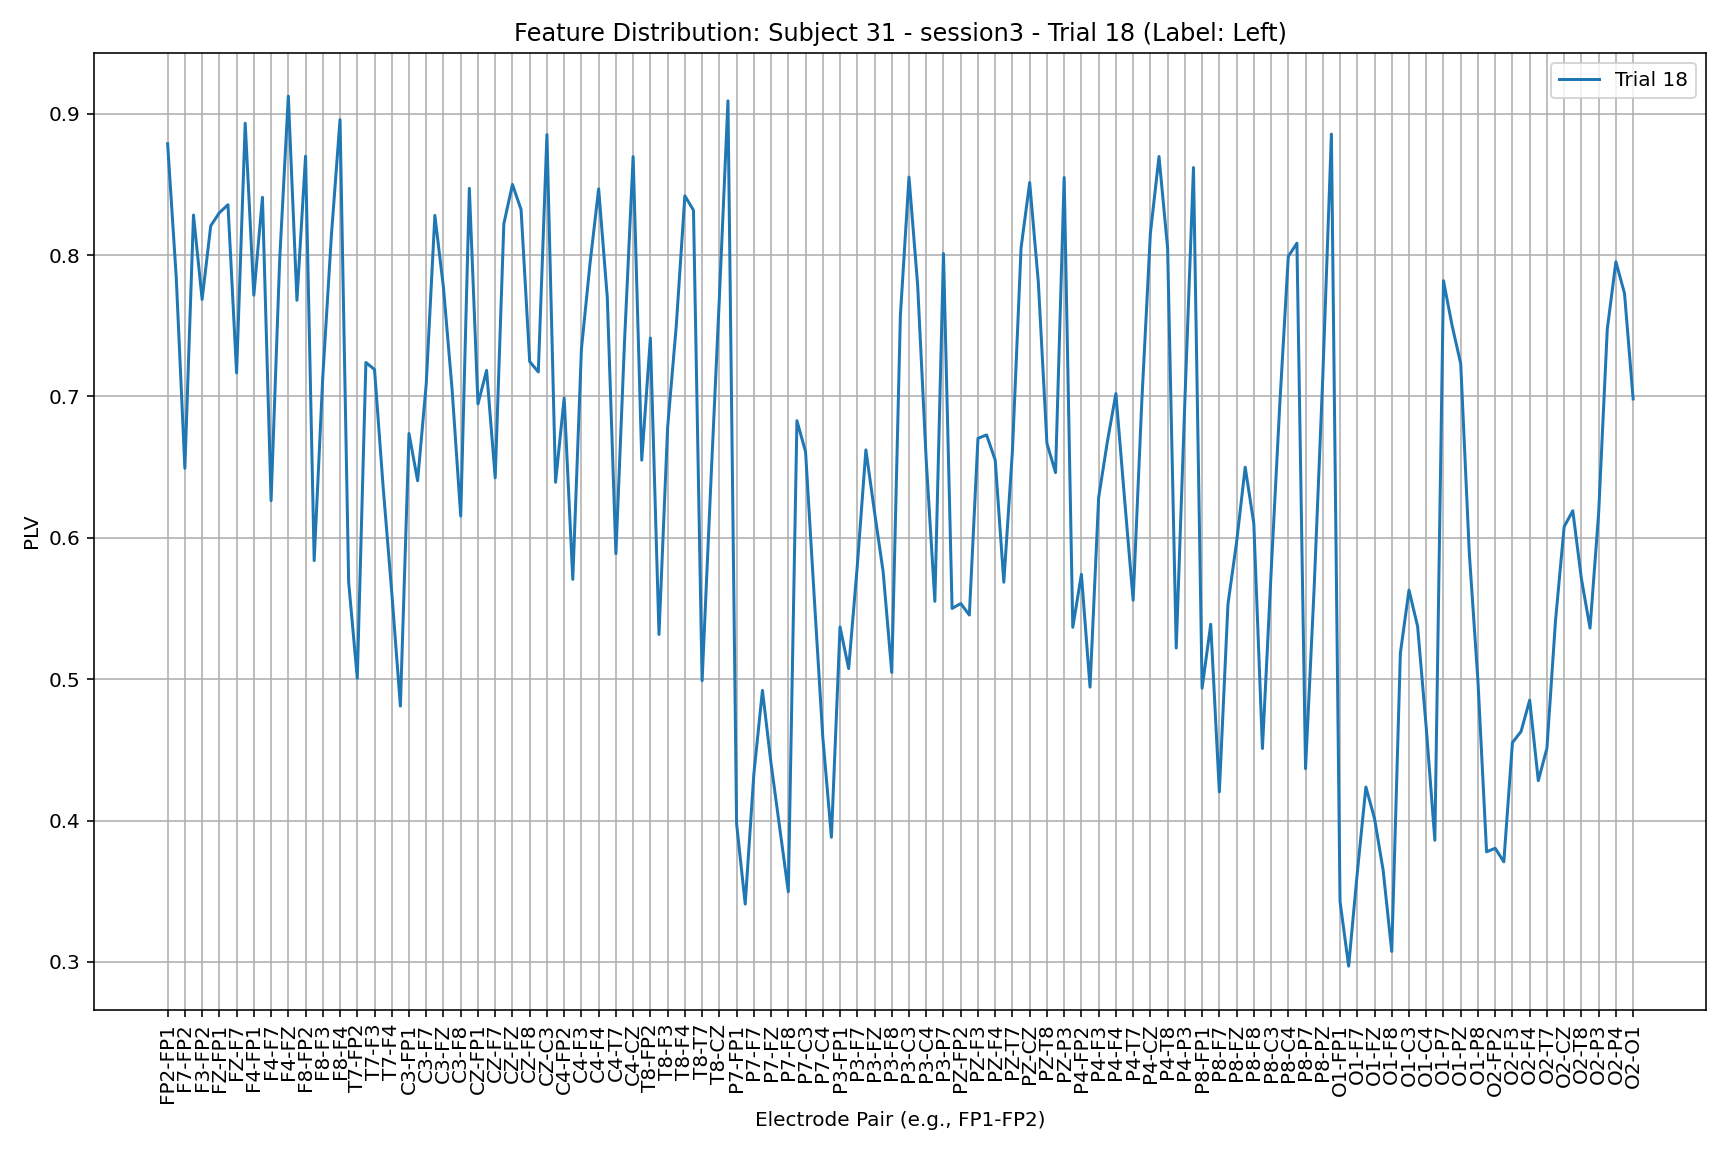 Feature Distribution: Subject 31 - session3 - Trial 18 (Label: Left)
Trial 18
0.9
0.8
0.7
0.6
0.5
0.4
0.3
PLV
FP2-FP1
F7-FP2
F3-FP2
FZ-FP1
FZ-F7
F4-FP1
F4-F7
F4-FZ
F8-FP2
F8-F3
F8-F4
T7-FP2
T7-F3
T7-F4
C3-FP1
C3-F7
C3-FZ
C3-F8
CZ-FP1
CZ-F7
CZ-FZ
CZ-F8
CZ-C3
C4-FP2
C4-F3
C4-F4
C4-T7
C4-CZ
T8-FP2
T8-F3
T8-F4
T8-T7
T8-CZ
P7-FP1
P7-F7
P7-FZ
P7-F8
P7-C3
P7-C4
P3-FP1
P3-F7
P3-FZ
P3-F8
P3-C3
P3-C4
P3-P7
PZ-FP2
PZ-F3
PZ-F4
PZ-T7
PZ-CZ
PZ-T8
PZ-P3
P4-FP2
P4-F3
P4-F4
P4-T7
P4-CZ
P4-T8
P4-P3
P8-FP1
P8-F7
P8-FZ
P8-F8
P8-C3
P8-C4
P8-P7
P8-PZ
O1-FP1
O1-F7
O1-FZ
O1-F8
O1-C3
O1-C4
O1-P7
O1-PZ
O1-P8
O2-FP2
O2-F3
O2-F4
O2-T7
O2-CZ
O2-T8
O2-P3
O2-P4
O2-O1
Electrode Pair (e.g., FP1-FP2)